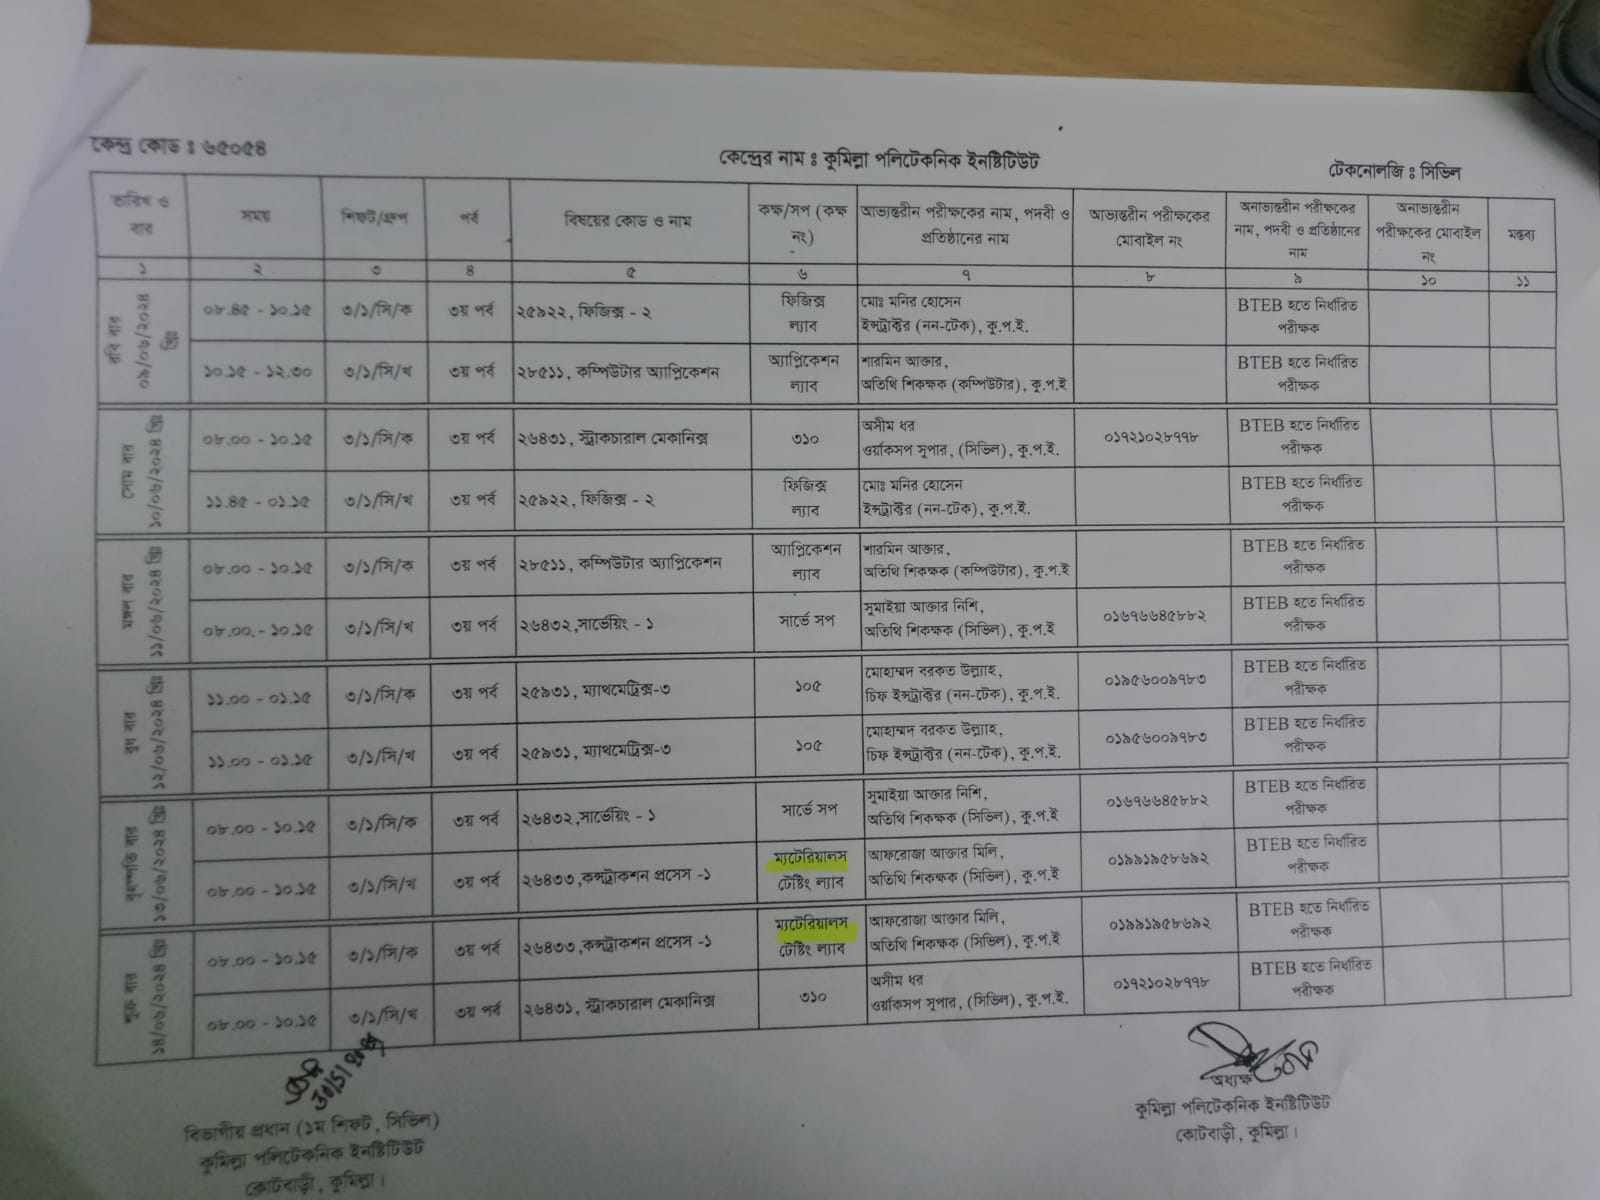 কেন্দ্র কোড : ৬৫০৫৪
কেন্দ্রের নাম : কুমিল্লা পলিটেকনিক ইনষ্টিটিউট
টেকনোলজি : সিভিল
তারিখ ও বার | সময় | শিফট/গ্রুপ | পর্ব | বিষয়ের কোড ও নাম | কক্ষ/সপ (কক্ষ নং) | আভ্যন্তরীন পরীক্ষকের নাম, পদবী ও প্রতিষ্ঠানের নাম | আভ্যন্তরীন পরীক্ষকের মোবাইল নং | অনাভ্যন্তরীন পরীক্ষকের নাম, পদবী ও প্রতিষ্ঠানের নাম | অনাভ্যন্তরীন পরীক্ষকের মোবাইল নং | মন্তব্য
১ | ২ | ৩ | ৪ | ৫ | ৬ | ৭ | ৮ | ৯ | ১০ | ১১
রবি বার ০৯/০৬/২০২৪ খ্রিঃ | ০৮.৪৫ - ১০.১৫ | ৩/১/সি/ক | ৩য় পর্ব | ২৫৯২২, ফিজিক্স - ২ | ফিজিক্স ল্যাব | মোঃ মনির হোসেন ইন্সট্রাক্টর (নন-টেক), কু.প.ই. | BTEB হতে নির্ধারিত পরীক্ষক
১০.১৫ - ১২.৩০ | ৩/১/সি/খ | ৩য় পর্ব | ২৮৫১১, কম্পিউটার অ্যাপ্লিকেশন | অ্যাপ্লিকেশন ল্যাব | শারমিন আক্তার, অতিথি শিক্ষক (কম্পিউটার), কু.প.ই | BTEB হতে নির্ধারিত পরীক্ষক
সোম বার ১০/০৬/২০২৪ খ্রিঃ | ০৮.০০ - ১০.১৫ | ৩/১/সি/ক | ৩য় পর্ব | ২৬৪৩১, স্ট্রাকচারাল মেকানিক্স | ৩১০ | অসীম ধর ওয়ার্কসপ সুপার, (সিভিল), কু.প.ই. | ০১৭২১০২৮৭৭৮ | BTEB হতে নির্ধারিত পরীক্ষক
১১.৪৫ - ০১.১৫ | ৩/১/সি/খ | ৩য় পর্ব | ২৫৯২২, ফিজিক্স - ২ | ফিজিক্স ল্যাব | মোঃ মনির হোসেন ইন্সট্রাক্টর (নন-টেক), কু.প.ই. | BTEB হতে নির্ধারিত পরীক্ষক
মঙ্গল বার ১১/০৬/২০২৪ খ্রিঃ | ০৮.০০ - ১০.১৫ | ৩/১/সি/ক | ৩য় পর্ব | ২৮৫১১, কম্পিউটার অ্যাপ্লিকেশন | অ্যাপ্লিকেশন ল্যাব | শারমিন আক্তার, অতিথি শিক্ষক (কম্পিউটার), কু.প.ই | BTEB হতে নির্ধারিত পরীক্ষক
০৮.০০.- ১০.১৫ | ৩/১/সি/খ | ৩য় পর্ব | ২৬৪৩২,সার্ভেয়িং - ১ | সার্ভে সপ | সুমাইয়া আক্তার নিশি, অতিথি শিক্ষক (সিভিল), কু.প.ই | ০১৬৭৬৬৪৫৮৮২ | BTEB হতে নির্ধারিত পরীক্ষক
বুধ বার ১২/০৬/২০২৪ খ্রিঃ | ১১.০০ - ০১.১৫ | ৩/১/সি/ক | ৩য় পর্ব | ২৫৯৩১, ম্যাথমেট্রিক্স-৩ | ১০৫ | মোহাম্মদ বরকত উল্ল্যাহ, চিফ ইন্সট্রাক্টর (নন-টেক), কু.প.ই. | ০১৯৫৬০০৯৭৮৩ | BTEB হতে নির্ধারিত পরীক্ষক
১১.০০ - ০১.১৫ | ৩/১/সি/খ | ৩য় পর্ব | ২৫৯৩১, ম্যাথমেট্রিক্স-৩ | ১০৫ | মোহাম্মদ বরকত উল্ল্যাহ, চিফ ইন্সট্রাক্টর (নন-টেক), কু.প.ই. | ০১৯৫৬০০৯৭৮৩ | BTEB হতে নির্ধারিত পরীক্ষক
বৃহস্পতি বার ১৩/০৬/২০২৪ খ্রিঃ | ০৮.০০ - ১০.১৫ | ৩/১/সি/ক | ৩য় পর্ব | ২৬৪৩২,সার্ভেয়িং - ১ | সার্ভে সপ | সুমাইয়া আক্তার নিশি, অতিথি শিক্ষক (সিভিল), কু.প.ই | ০১৬৭৬৬৪৫৮৮২ | BTEB হতে নির্ধারিত পরীক্ষক
০৮.০০ - ১০.১৫ | ৩/১/সি/খ | ৩য় পর্ব | ২৬৪৩৩,কন্সট্রাকশন প্রসেস -১ | ম্যাটেরিয়ালস টেষ্টিং ল্যাব | আফরোজা আক্তার মিলি, অতিথি শিক্ষক (সিভিল), কু.প.ই | ০১৯৯১৯৫৮৬৯২ | BTEB হতে নির্ধারিত পরীক্ষক
শুক্র বার ১৪/০৬/২০২৪ খ্রিঃ | ০৮.০০ - ১০.১৫ | ৩/১/সি/ক | ৩য় পর্ব | ২৬৪৩৩,কন্সট্রাকশন প্রসেস -১ | ম্যাটেরিয়ালস টেষ্টিং ল্যাব | আফরোজা আক্তার মিলি, অতিথি শিক্ষক (সিভিল), কু.প.ই | ০১৯৯১৯৫৮৬৯২ | BTEB হতে নির্ধারিত পরীক্ষক
০৮.০০ - ১০.১৫ | ৩/১/সি/খ | ৩য় পর্ব | ২৬৪৩১, স্ট্রাকচারাল মেকানিক্স | ৩১০ | অসীম ধর ওয়ার্কসপ সুপার, (সিভিল), কু.প.ই. | ০১৭২১০২৮৭৭৮ | BTEB হতে নির্ধারিত পরীক্ষক
বিভাগীয় প্রধান (১ম শিফট, সিভিল)
কুমিল্লা পলিটেকনিক ইনষ্টিটিউট
কোটবাড়ী, কুমিল্লা।
অধ্যক্ষ
কুমিল্লা পলিটেকনিক ইনষ্টিটিউট
কোটবাড়ী, কুমিল্লা।